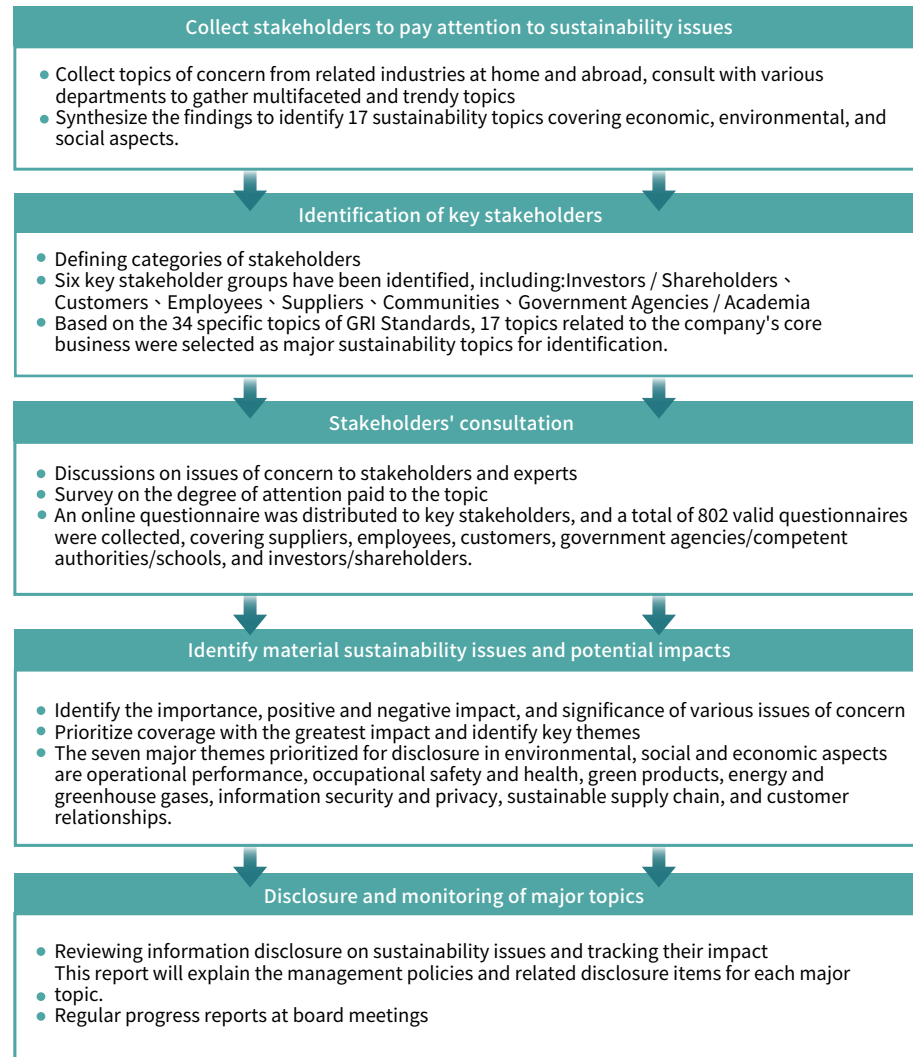 Collect stakeholders to pay attention to sustainability issues
• Collect topics of concern from related industries at home and abroad, consult with various
departments to gather multifaceted and trendy topics
• Synthesize the findings to identify 17 sustainability topics covering economic, environmental, and
social aspects.
Identification of key stakeholders
• Defining categories of stakeholders
• Six key stakeholder groups have been identified, including:Investors / Shareholders、
Customers、Employees、Suppliers、Communities、Government Agencies / Academia
• Based on the 34 specific topics of GRI Standards, 17 topics related to the company's core
business were selected as major sustainability topics for identification.
Stakeholders' consultation
• Discussions on issues of concern to stakeholders and experts
• Survey on the degree of attention paid to the topic
• An online questionnaire was distributed to key stakeholders, and a total of 802 valid questionnaires
were collected, covering suppliers, employees, customers, government agencies/competent
authorities/schools, and investors/shareholders.
Identify material sustainability issues and potential impacts
• Identify the importance, positive and negative impact, and significance of various issues of concern
• Prioritize coverage with the greatest impact and identify key themes
• The seven major themes prioritized for disclosure in environmental, social and economic aspects
are operational performance, occupational safety and health, green products, energy and
greenhouse gases, information security and privacy, sustainable supply chain, and customer
relationships.
Disclosure and monitoring of major topics
• Reviewing information disclosure on sustainability issues and tracking their impact
This report will explain the management policies and related disclosure items for each major
• topic.
• Regular progress reports at board meetings